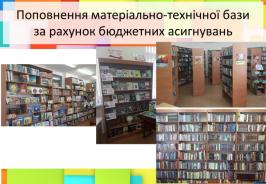 Поповнення матеріально-технічної бази
за рахунок бюджетних асигнувань